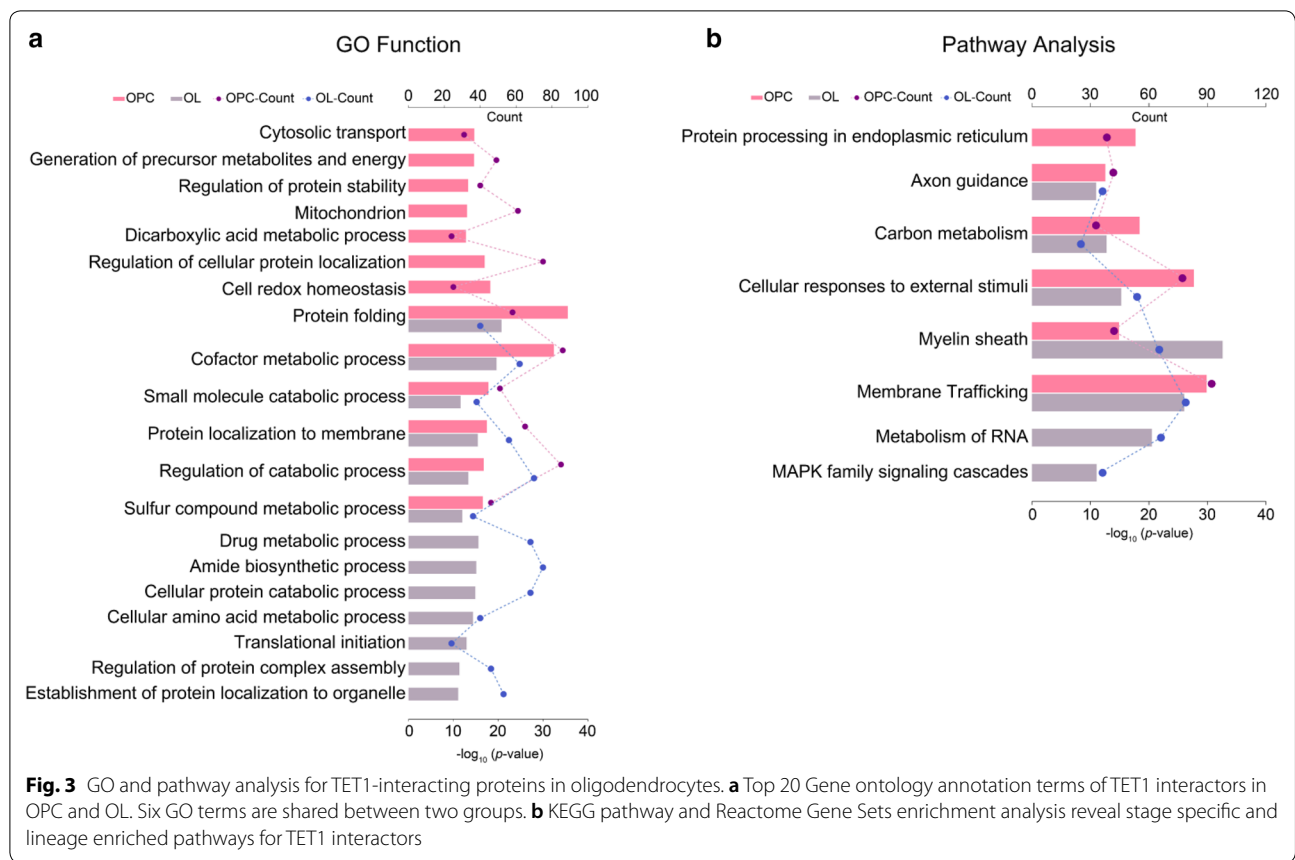 a
GO Function
OPC OL OPC-Count OL-Count
0 20 40 60 80 100
Count
Cytosolic transport
Generation of precursor metabolites and energy
Regulation of protein stability
Mitochondrion
Dicarboxylic acid metabolic process
Regulation of cellular protein localization
Cell redox homeostasis
Protein folding
Cofactor metabolic process
Small molecule catabolic process
Protein localization to membrane
Regulation of catabolic process
Sulfur compound metabolic process
Drug metabolic process
Amide biosynthetic process
Cellular protein catabolic process
Cellular amino acid metabolic process
Translational initiation
Regulation of protein complex assembly
Establishment of protein localization to organelle
0 10 20 30 40
-log10 (p-value)
b
Pathway Analysis
OPC OL OPC-Count OL-Count
0 30 60 90 120
Count
Protein processing in endoplasmic reticulum
Axon guidance
Carbon metabolism
Cellular responses to external stimuli
Myelin sheath
Membrane Trafficking
Metabolism of RNA
MAPK family signaling cascades
0 10 20 30 40
-log10 (p-value)
Fig. 3 GO and pathway analysis for TET1-interacting proteins in oligodendrocytes. a Top 20 Gene ontology annotation terms of TET1 interactors in
OPC and OL. Six GO terms are shared between two groups. b KEGG pathway and Reactome Gene Sets enrichment analysis reveal stage specific and
lineage enriched pathways for TET1 interactors